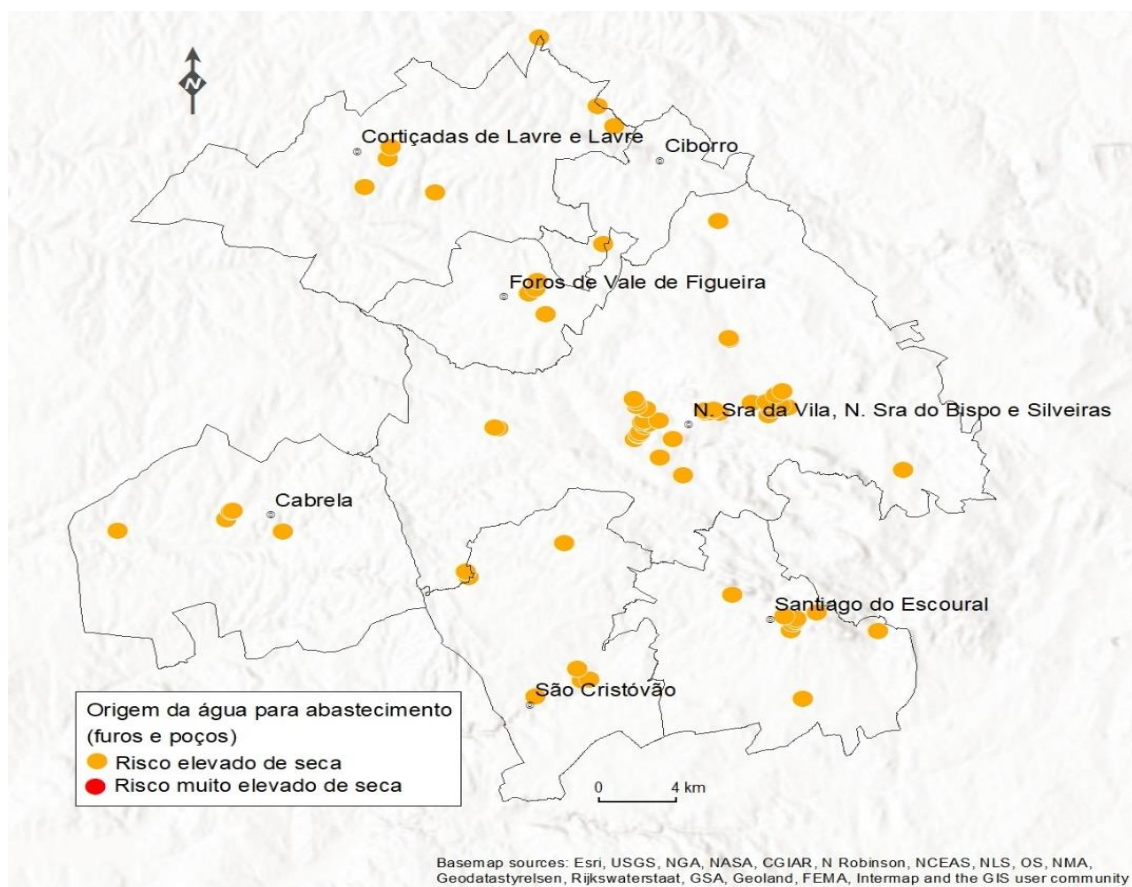 N
Cortiçadas de Lavre e Lavre
Ciborro
Foros de Vale de Figueira
N. Sra da Vila, N. Sra do Bispo e Silveiras
Cabrela
Santiago do Escoural
São Cristóvão
Origem da água para abastecimento
(furos e poços)
Risco elevado de seca
Risco muito elevado de seca
0 4 km
Basemap sources: Esri, USGS, NGA, NASA, CGIAR, N Robinson, NCEAS, NLS, OS, NMA,
Geodatastyrelsen, Rijkswaterstaat, GSA, Geoland, FEMA, Intermap and the GIS user community